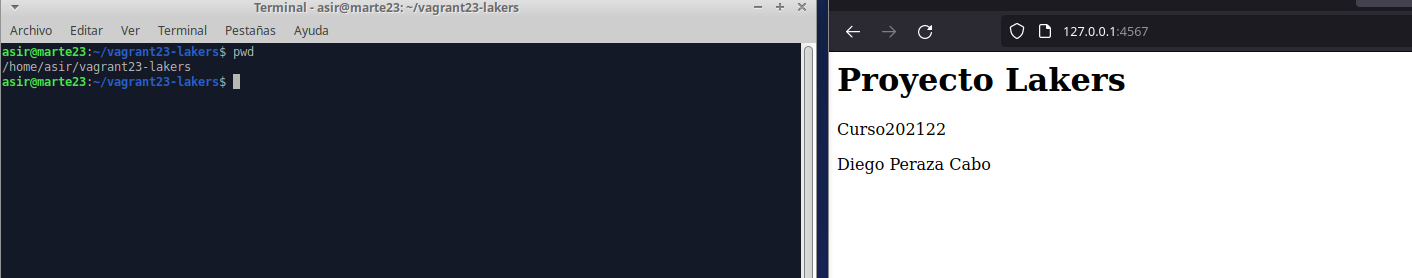 Terminal - asir@marte23: ~/vagrant23-lakers
Archivo Editar Ver Terminal Pestañas Ayuda
asir@marte23:~/vagrant23-lakers$ pwd
/home/asir/vagrant23-lakers
asir@marte23:~/vagrant23-lakers$
127.0.0.1:4567
Proyecto Lakers
Curso202122
Diego Peraza Cabo